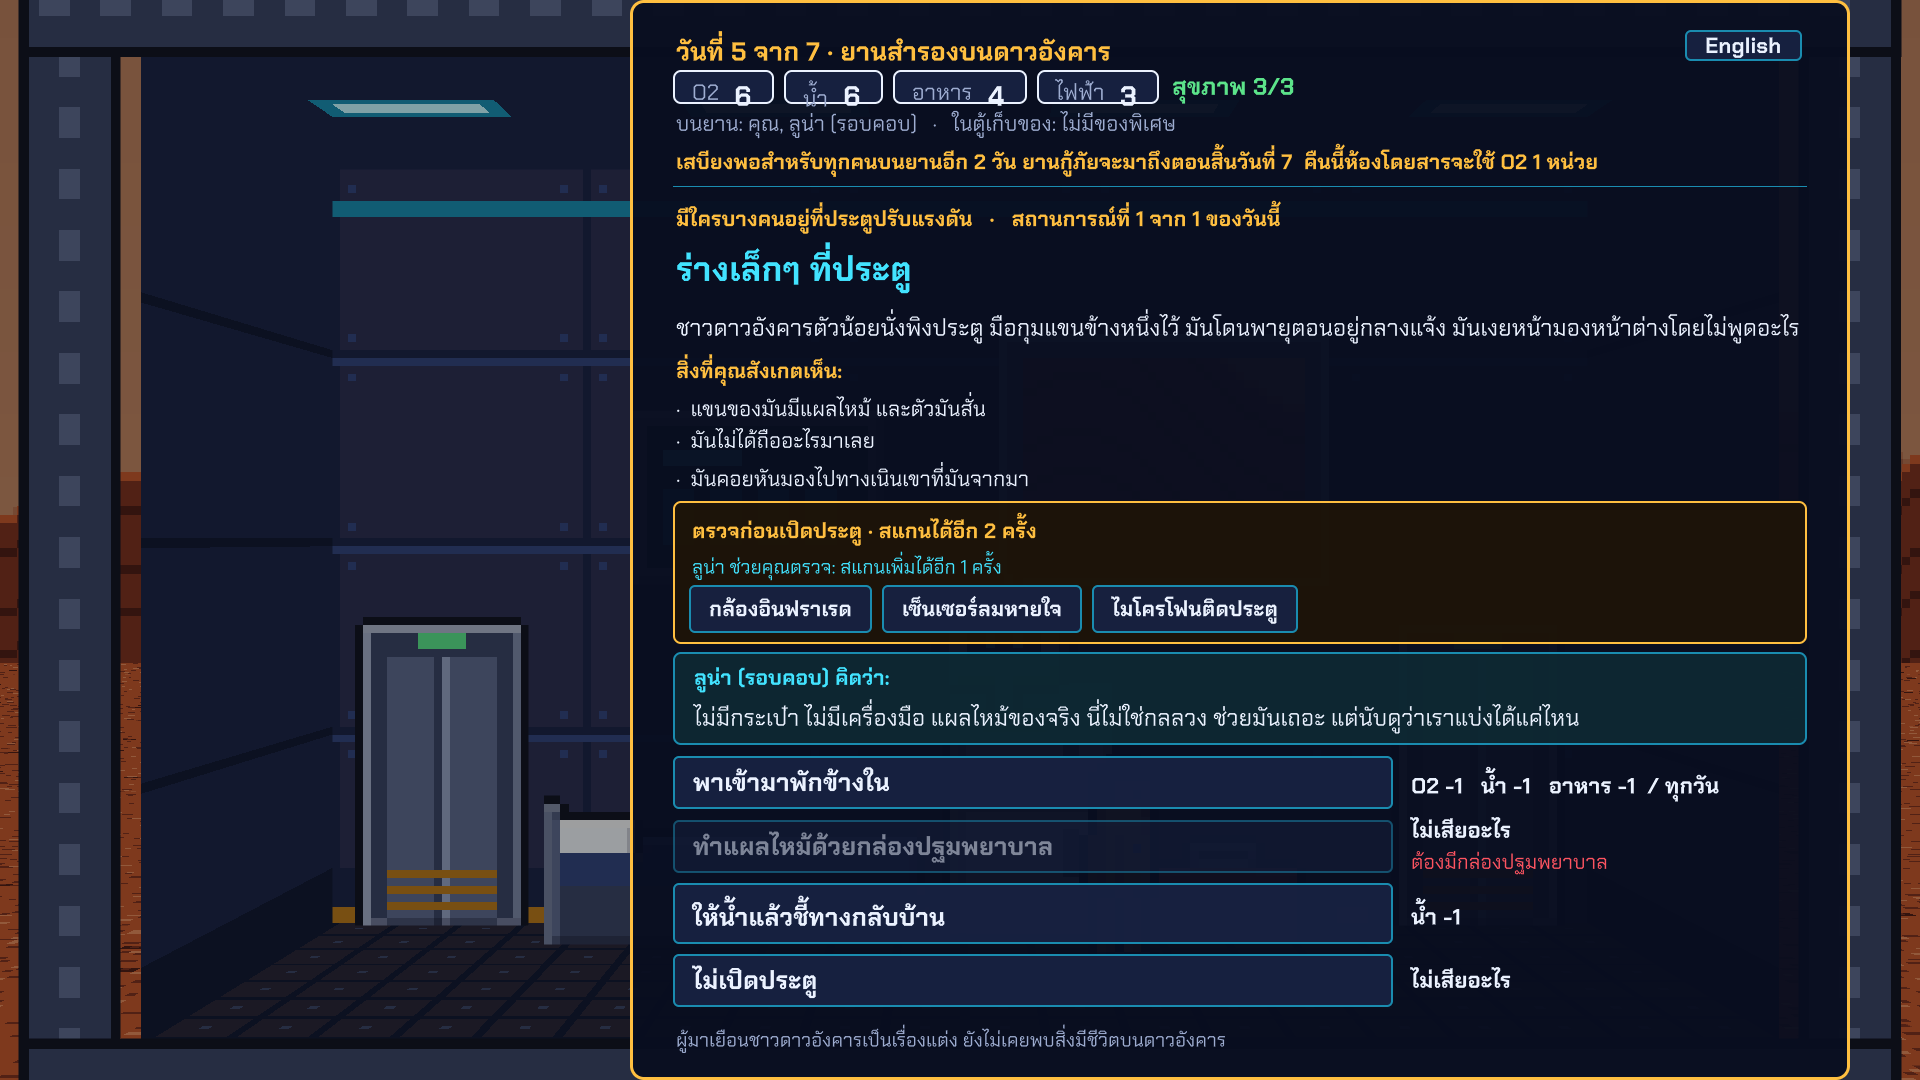 วันที่ 5 จาก 7 · ยานสำรองบนดาวอังคาร
English
O2 6 น้ำ 6 อาหาร 4 ไฟฟ้า 3 สุขภาพ 3/3
บนยาน: คุณ, ลูน่า (รอบคอบ) · ในตู้เก็บของ: ไม่มีของพิเศษ
เสบียงพอสำหรับทุกคนบนยานอีก 2 วัน ยานกู้ภัยจะมาถึงตอนสิ้นวันที่ 7 คืนนี้ห้องโดยสารจะใช้ O2 1 หน่วย
มีใครบางคนอยู่ที่ประตูปรับแรงดัน · สถานการณ์ที่ 1 จาก 1 ของวันนี้
ร่างเล็กๆ ที่ประตู
ชาวดาวอังคารตัวน้อยนั่งพิงประตู มือกุมแขนข้างหนึ่งไว้ มันโดนพายุตอนอยู่กลางแจ้ง มันเงยหน้ามองหน้าต่างโดยไม่พูดอะไร
สิ่งที่คุณสังเกตเห็น:
· แขนของมันมีแผลไหม้ และตัวมันสั่น
· มันไม่ได้ถืออะไรมาเลย
· มันคอยหันมองไปทางเนินเขาที่มันจากมา
ตรวจก่อนเปิดประตู · สแกนได้อีก 2 ครั้ง
ลูน่า ช่วยคุณตรวจ: สแกนเพิ่มได้อีก 1 ครั้ง
กล้องอินฟราเรด เซ็นเซอร์ลมหายใจ ไมโครโฟนติดประตู
ลูน่า (รอบคอบ) คิดว่า:
ไม่มีกระเป๋า ไม่มีเครื่องมือ แผลไหม้ของจริง นี่ไม่ใช่กลลวง ช่วยมันเถอะ แต่นับดูว่าเราแบ่งได้แค่ไหน
พาเข้ามาพักข้างใน O2 -1 น้ำ -1 อาหาร -1 / ทุกวัน
ทำแผลไหม้ด้วยกล่องปฐมพยาบาล ไม่เสียอะไร
ต้องมีกล่องปฐมพยาบาล
ให้น้ำแล้วชี้ทางกลับบ้าน น้ำ -1
ไม่เปิดประตู ไม่เสียอะไร
ผู้มาเยือนชาวดาวอังคารเป็นเรื่องแต่ง ยังไม่เคยพบสิ่งมีชีวิตบนดาวอังคาร